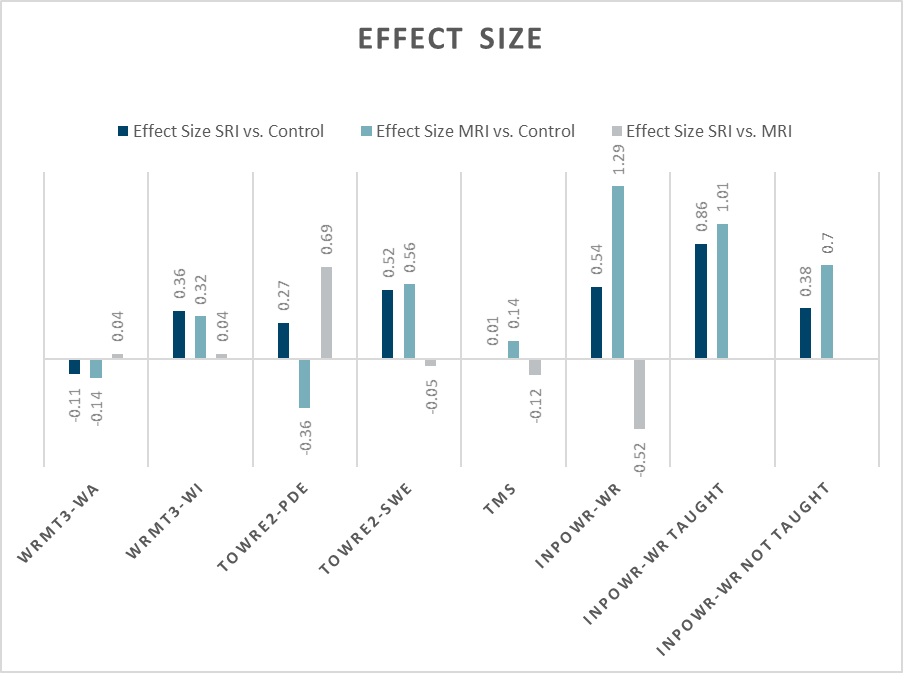 EFFECT SIZE
Effect Size SRI vs. Control
Effect Size MRI vs. Control
Effect Size SRI vs. MRI
-0.11
-0.14
0.04
0.36
0.32
0.04
0.27
-0.36
0.69
0.52
0.56
-0.05
0.01
0.14
-0.12
0.54
1.29
-0.52
0.86
1.01
0.38
0.7
WRMT3-WA
WRMT3-WI
TOWRE2-PDE
TOWRE2-SWE
TMS
INPOWR-WR
INPOWR-WR TAUGHT
INPOWR-WR NOT TAUGHT